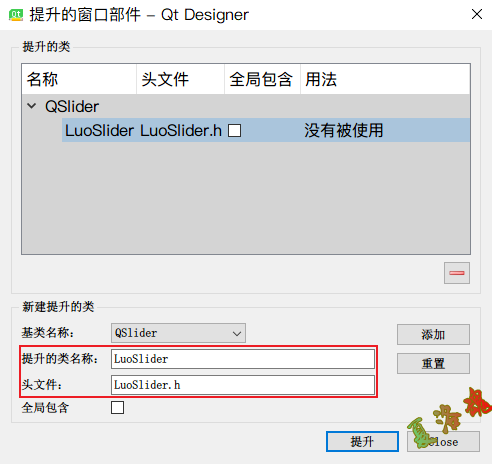 提升的窗口部件 - Qt Designer
提升的类
名称 头文件 全局包含 用法
QSlider
LuoSlider LuoSlider.h 没有被使用
新建提升的类
基类名称： QSlider 添加
提升的类名称： LuoSlider 重置
头文件： LuoSlider.h
全局包含
提升 Close